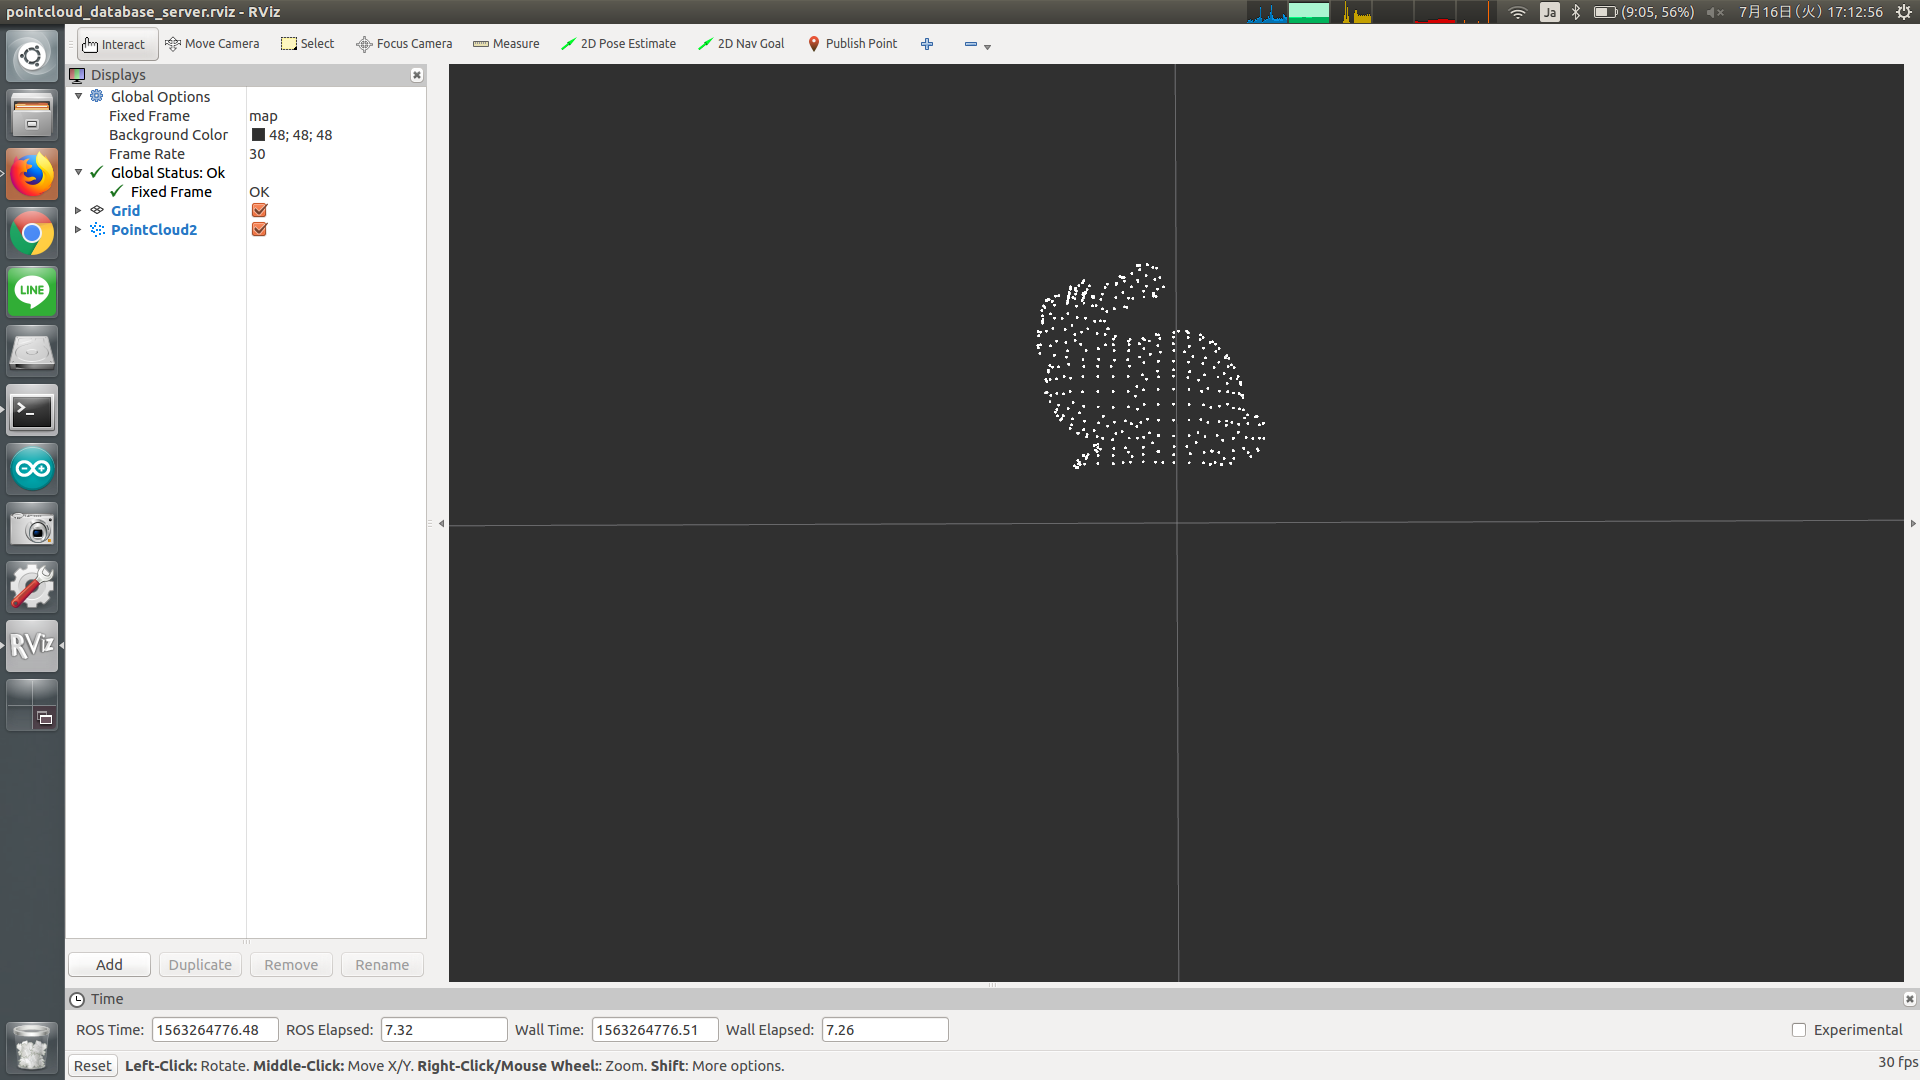 pointcloud_database_server.rviz - RViz
Ja
(9:05, 56%)
7月16日(火) 17:12:56
Interact
Move Camera
Select
Focus Camera
Measure
2D Pose Estimate
2D Nav Goal
Publish Point
Displays
Global Options
Fixed Frame map
Background Color 48; 48; 48
Frame Rate 30
Global Status: Ok
Fixed Frame OK
Grid
PointCloud2
LINE
RViz
Add
Duplicate
Remove
Rename
Time
ROS Time: 1563264776.48 ROS Elapsed: 7.32 Wall Time: 1563264776.51 Wall Elapsed: 7.26 Experimental
Reset Left-Click: Rotate. Middle-Click: Move X/Y. Right-Click/Mouse Wheel:: Zoom. Shift: More options. 30 fps